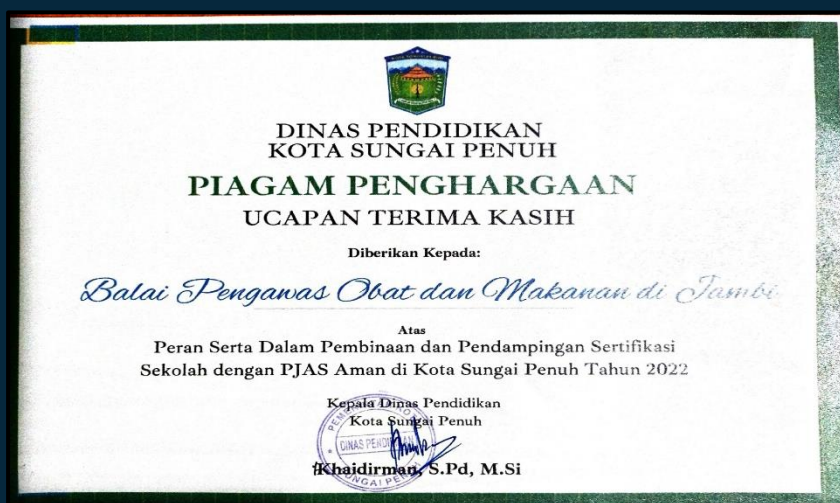 DINAS PENDIDIKAN
KOTA SUNGAI PENUH
PIAGAM PENGHARGAAN
UCAPAN TERIMA KASIH
Diberikan Kepada:
Balai Pengawas Obat dan Makanan di Jambi
Atas
Peran Serta Dalam Pembinaan dan Pendampingan Sertifikasi
Sekolah dengan PJAS Aman di Kota Sungai Penuh Tahun 2022
Kepala Dinas Pendidikan
Kota Sungai Penuh
DINAS PENDIDIKAN
Khaidirman, S.Pd, M.Si